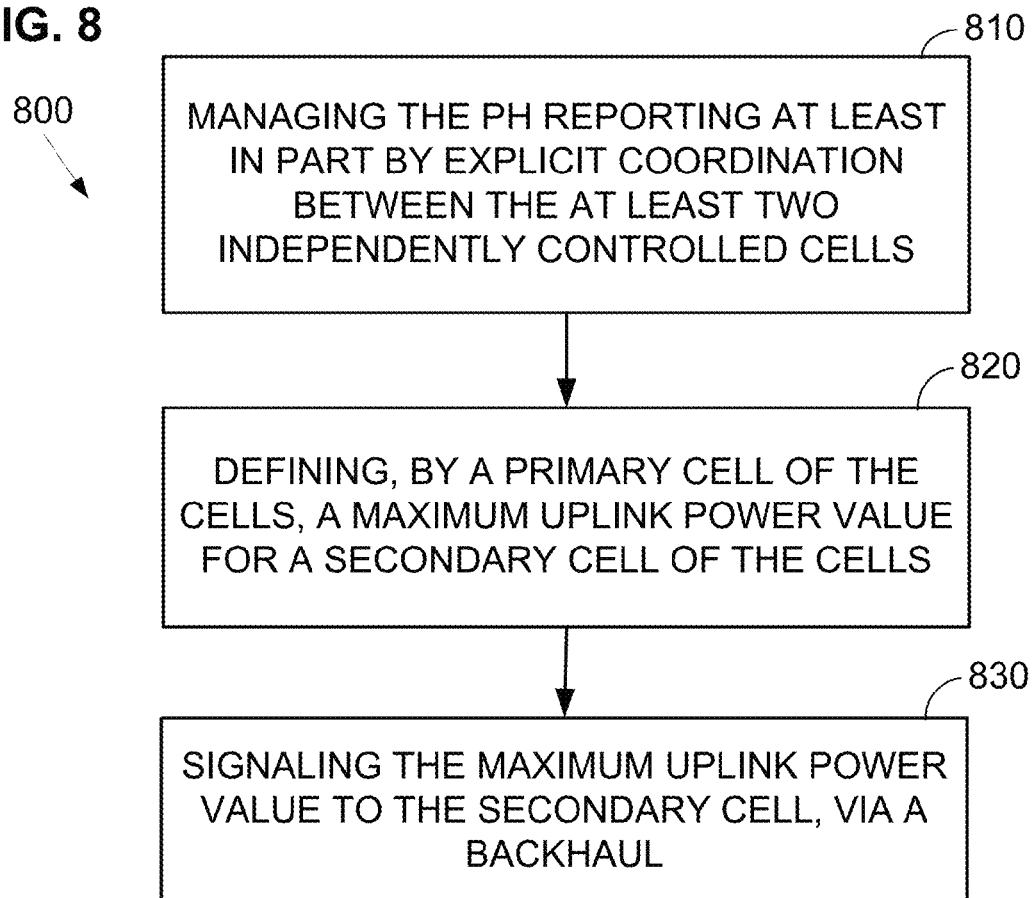 IG. 8
810
800
MANAGING THE PH REPORTING AT LEAST
IN PART BY EXPLICIT COORDINATION
BETWEEN THE AT LEAST TWO
INDEPENDENTLY CONTROLLED CELLS
820
DEFINING, BY A PRIMARY CELL OF THE
CELLS, A MAXIMUM UPLINK POWER VALUE
FOR A SECONDARY CELL OF THE CELLS
830
SIGNALING THE MAXIMUM UPLINK POWER
VALUE TO THE SECONDARY CELL, VIA A
BACKHAUL